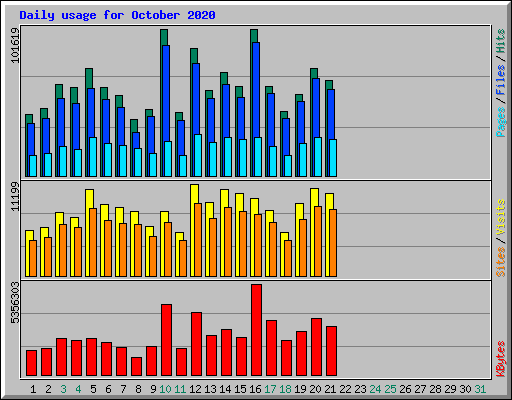 Daily usage for October 2020
101619
Pages / Files / Hits
11199
Sites / Visits
5356303
KBytes
1 2 3 4 5 6 7 8 9 10 11 12 13 14 15 16 17 18 19 20 21 22 23 24 25 26 27 28 29 30 31